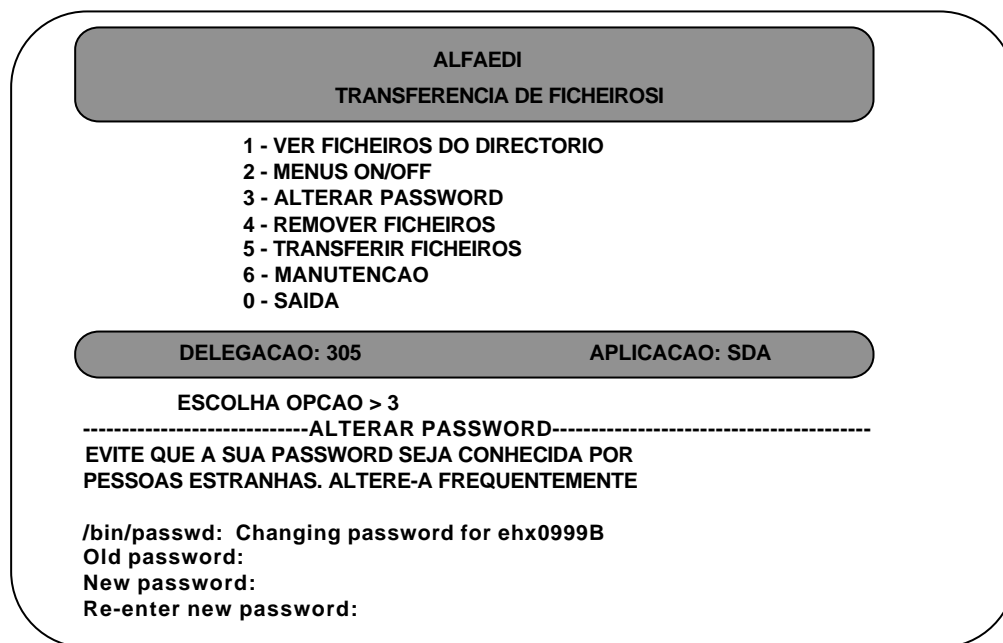 ALFAEDI
TRANSFERENCIA DE FICHEIROSI
1 - VER FICHEIROS DO DIRECTORIO
2 - MENUS ON/OFF
3 - ALTERAR PASSWORD
4 - REMOVER FICHEIROS
5 - TRANSFERIR FICHEIROS
6 - MANUTENCAO
0 - SAIDA
DELEGACAO: 305 APLICACAO: SDA
ESCOLHA OPCAO > 3
-----------------------------ALTERAR PASSWORD-----------------------------------------
EVITE QUE A SUA PASSWORD SEJA CONHECIDA POR
PESSOAS ESTRANHAS. ALTERE-A FREQUENTEMENTE
/bin/passwd: Changing password for ehx0999B
Old password:
New password:
Re-enter new password: